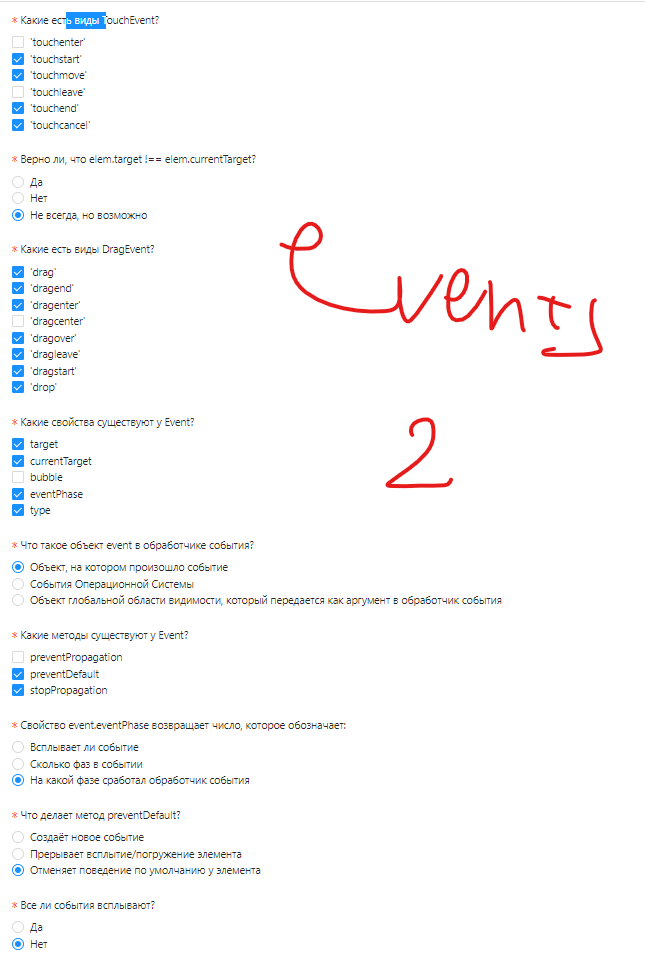 * Какие есть виды TouchEvent?
'touchenter'
'touchstart'
'touchmove'
'touchleave'
'touchend'
'touchcancel'
* Верно ли, что elem.target !== elem.currentTarget?
Да
Нет
Не всегда, но возможно
* Какие есть виды DragEvent?
'drag'
'dragend'
'dragenter'
'dragcenter'
'dragover'
'dragleave'
'dragstart'
'drop'
events
2
* Какие свойства существуют у Event?
target
currentTarget
bubble
eventPhase
type
* Что такое объект event в обработчике события?
Объект, на котором произошло событие
События Операционной Системы
Объект глобальной области видимости, который передается как аргумент в обработчик события
* Какие методы существуют у Event?
preventPropagation
preventDefault
stopPropagation
* Свойство event.eventPhase возвращает число, которое обозначает:
Всплывает ли событие
Сколько фаз в событии
На какой фазе сработал обработчик события
* Что делает метод preventDefault?
Создаёт новое событие
Прерывает всплытие/погружение элемента
Отменяет поведение по умолчанию у элемента
* Все ли события всплывают?
Да
Нет